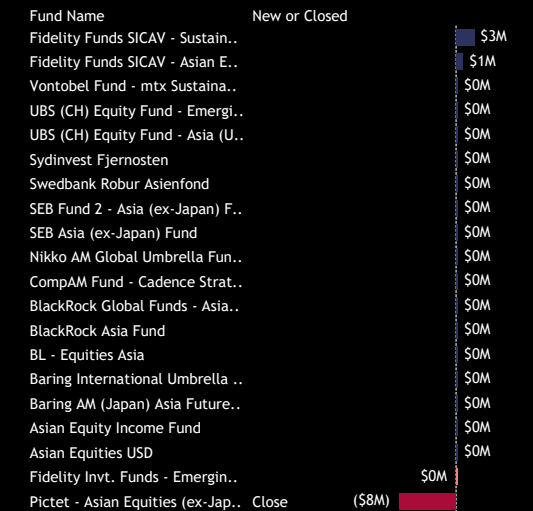 Fund Name New or Closed
Fidelity Funds SICAV - Sustain.. $3M
Fidelity Funds SICAV - Asian E.. $1M
Vontobel Fund - mtx Sustaina.. $0M
UBS (CH) Equity Fund - Emergi.. $0M
UBS (CH) Equity Fund - Asia (U.. $0M
Sydinvest Fjernosten $0M
Swedbank Robur Asienfond $0M
SEB Fund 2 - Asia (ex-Japan) F.. $0M
SEB Asia (ex-Japan) Fund $0M
Nikko AM Global Umbrella Fun.. $0M
CompAM Fund - Cadence Strat.. $0M
BlackRock Global Funds - Asia.. $0M
BlackRock Asia Fund $0M
BL - Equities Asia $0M
Baring International Umbrella .. $0M
Baring AM (Japan) Asia Future.. $0M
Asian Equity Income Fund $0M
Asian Equities USD $0M
Fidelity Invt. Funds - Emergin.. $0M
Pictet - Asian Equities (ex-Jap.. Close ($8M)